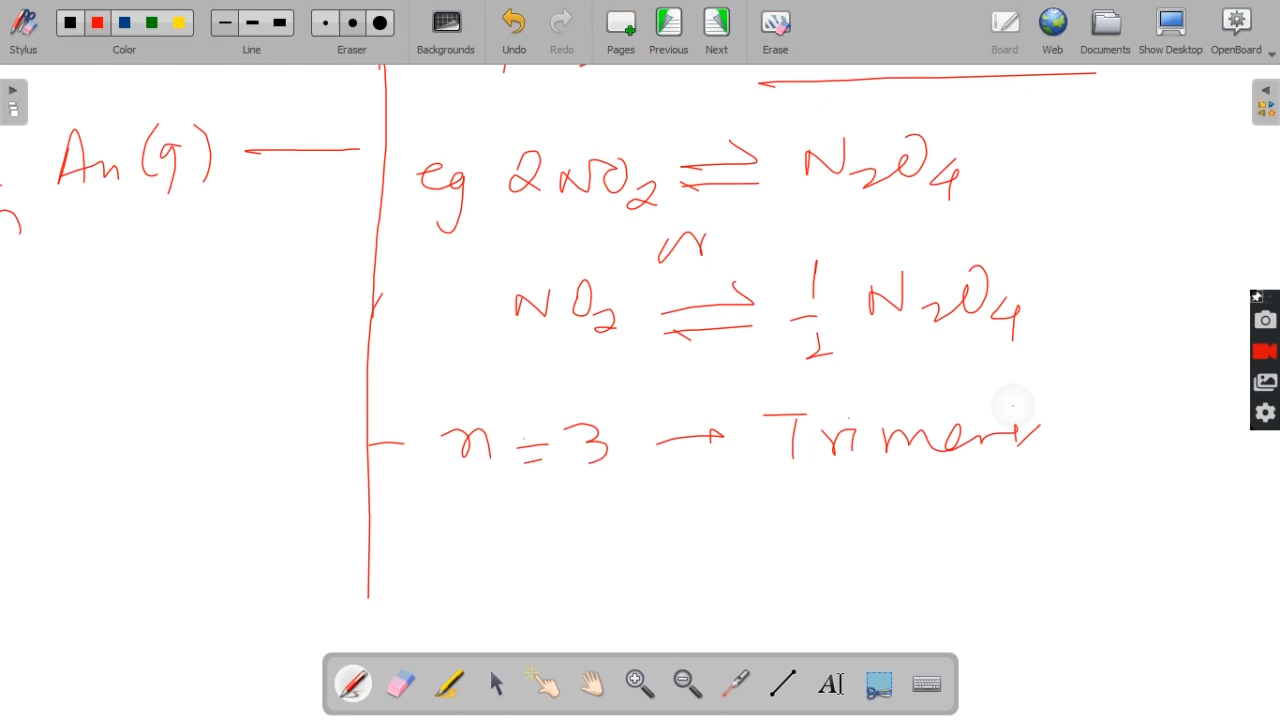 Stylus
Color
Line
Eraser
Backgrounds
Undo
Redo
Pages
Previous
Next
Erase
Board
Web
Documents
Show Desktop
OpenBoard
An (g)
n
eg 2NO2 ⇌ N2O4
or
NO2 ⇌ 1/2 N2O4
n = 3 → Trimer